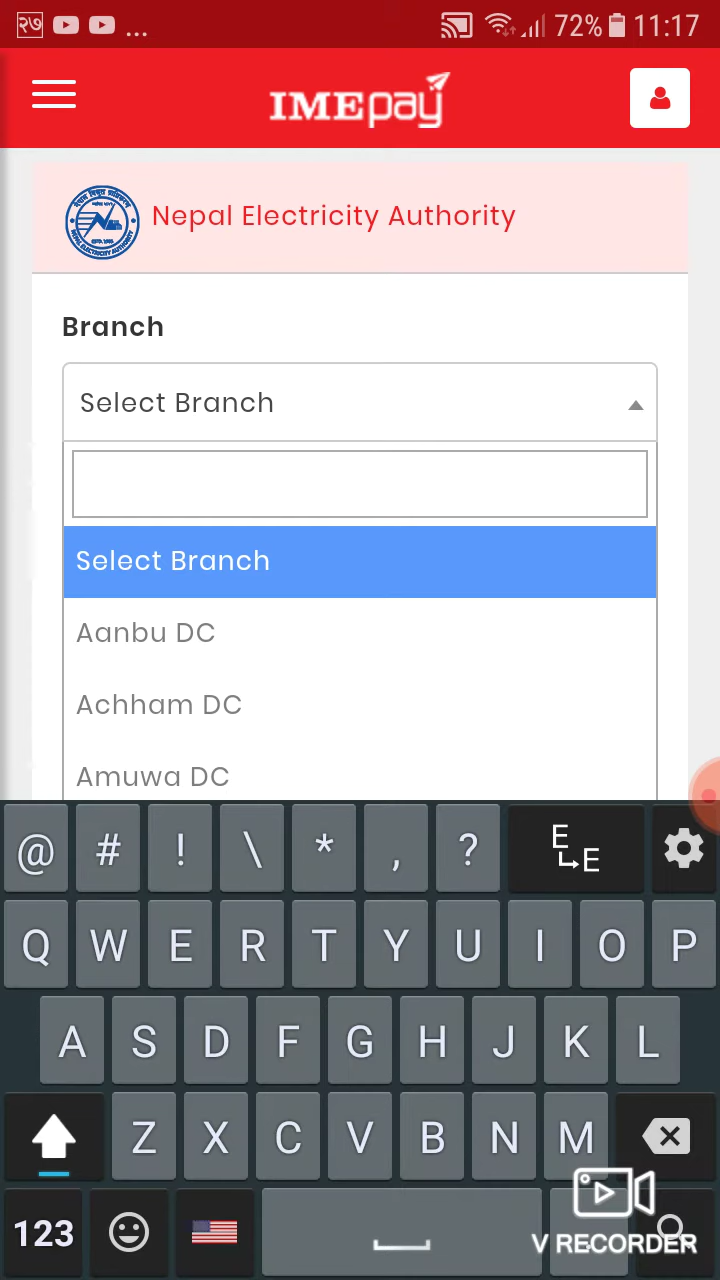 २७ ... 72% 11:17
IMEpay
Nepal Electricity Authority
Branch
Select Branch
Select Branch
Aanbu DC
Achham DC
Amuwa DC
@ # ! \ * , ? E E
Q W E R T Y U I O P
A S D F G H J K L
Z X C V B N M
123
V RECORDER